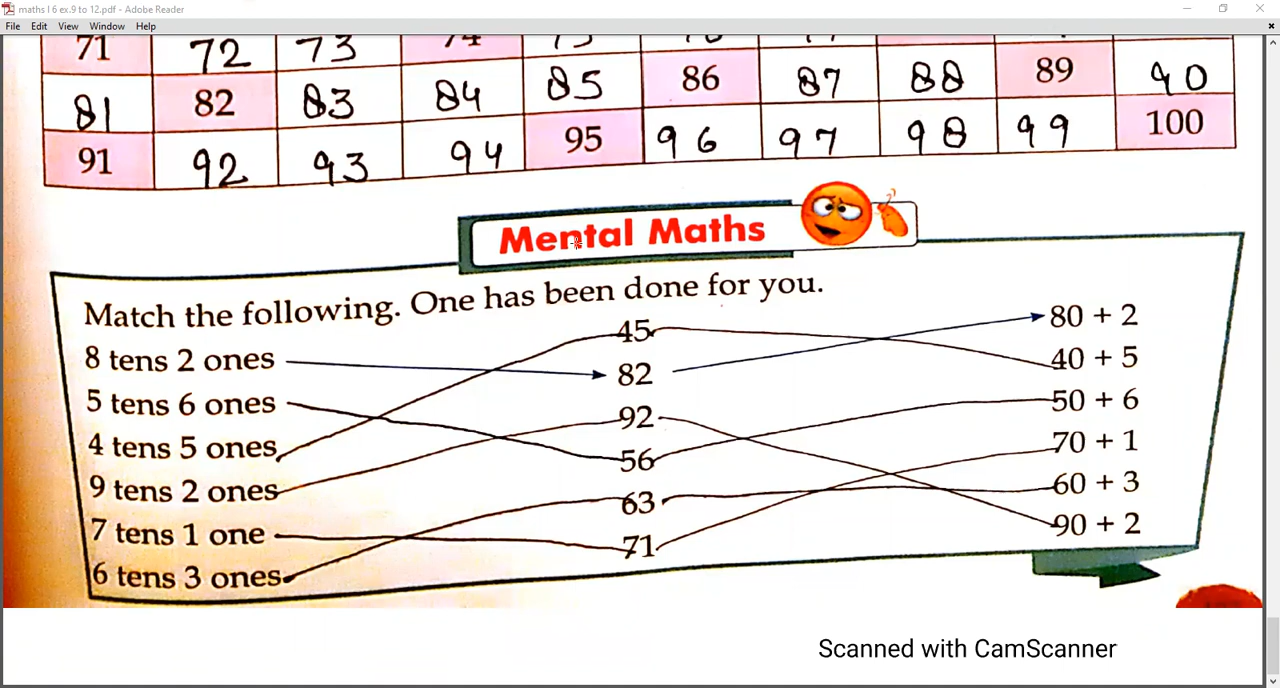 maths l 6 ex.9 to 12.pdf - Adobe Reader
File Edit View Window Help
71 72 73 74
81 82 83 84 85 86 87 88 89 90
91 92 93 94 95 96 97 98 99 100
Mental Maths
Match the following. One has been done for you.
8 tens 2 ones 45 80 + 2
5 tens 6 ones 82 40 + 5
4 tens 5 ones 92 50 + 6
9 tens 2 ones 56 70 + 1
7 tens 1 one 63 60 + 3
6 tens 3 ones 71 90 + 2
Scanned with CamScanner